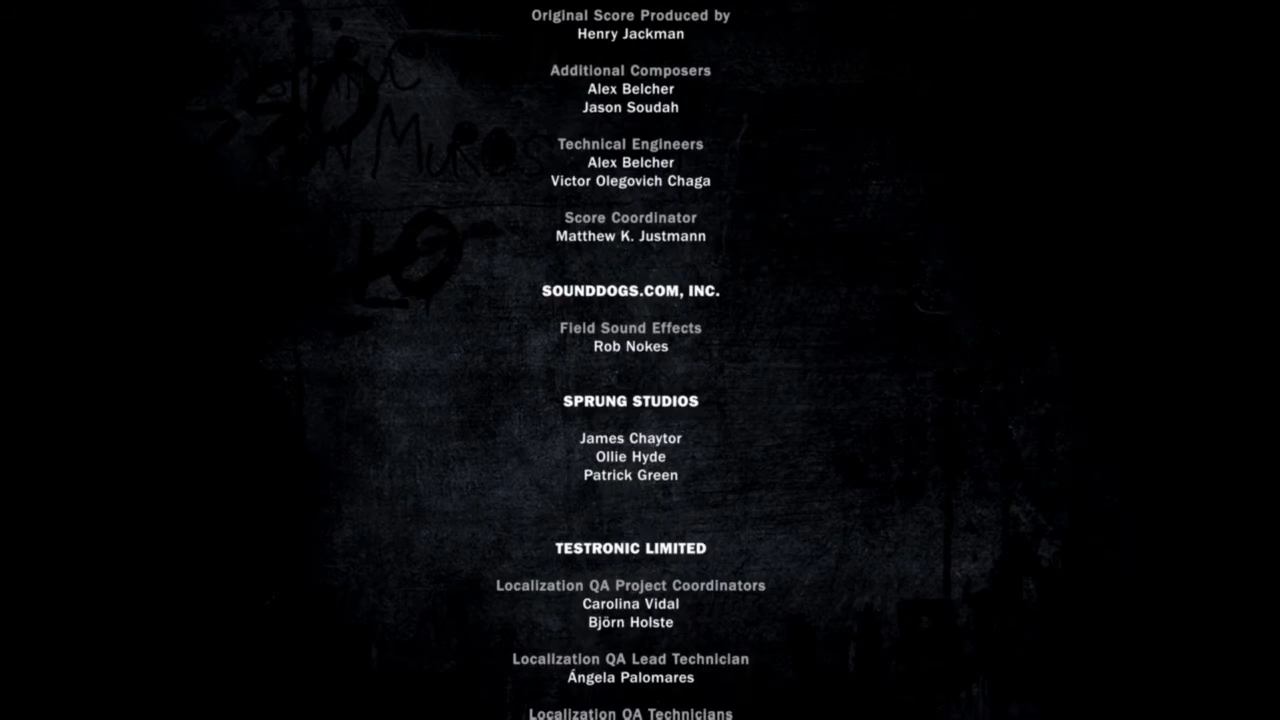 Original Score Produced by
Henry Jackman
Additional Composers
Alex Belcher
Jason Soudah
Technical Engineers
Alex Belcher
Victor Olegovich Chaga
Score Coordinator
Matthew K. Justmann
SOUNDDOGS.COM, INC.
Field Sound Effects
Rob Nokes
SPRUNG STUDIOS
James Chaytor
Ollie Hyde
Patrick Green
TESTRONIC LIMITED
Localization QA Project Coordinators
Carolina Vidal
Björn Holste
Localization QA Lead Technician
Ángela Palomares
Localization QA Technicians